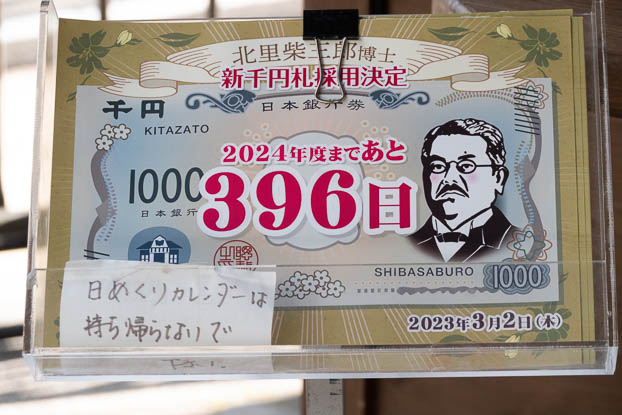 北里柴三郎博士
新千円札採用決定
日本銀行券
千円
KITAZATO
2024年度まであと
396日
1000
日本銀行
SHIBASABURO
1000
日めくりカレンダーは
持ち帰らないで
2023年3月2日(木)